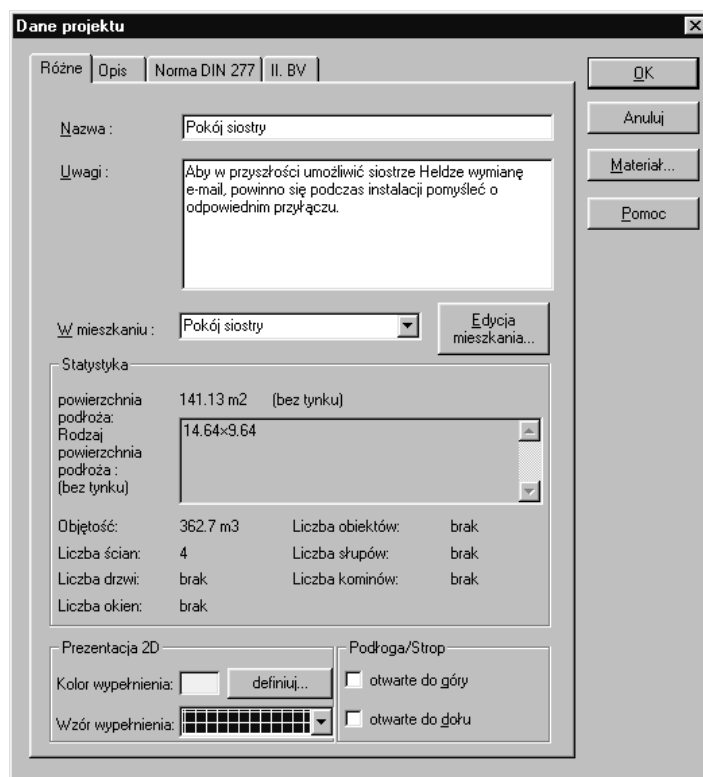 Dane projektu
Różne
Opis
Norma DIN 277
II. BV
OK
Anuluj
Materiał...
Pomoc
Nazwa :
Pokój siostry
Uwagi :
Aby w przyszłości umożliwić siostrze Heldze wymianę
e-mail, powinno się podczas instalacji pomyśleć o
odpowiednim przyłączu.
W mieszkaniu :
Pokój siostry
Edycja
mieszkania...
Statystyka
powierzchnia
podłoża:
141.13 m2 (bez tynku)
Rodzaj
powierzchnia
podłoża :
(bez tynku)
14.64×9.64
Objętość: 362.7 m3 Liczba obiektów: brak
Liczba ścian: 4 Liczba słupów: brak
Liczba drzwi: brak Liczba kominów: brak
Liczba okien: brak
Prezentacja 2D
Kolor wypełnienia: definiuj...
Wzór wypełnienia:
Podłoga/Strop
otwarte do góry
otwarte do dołu